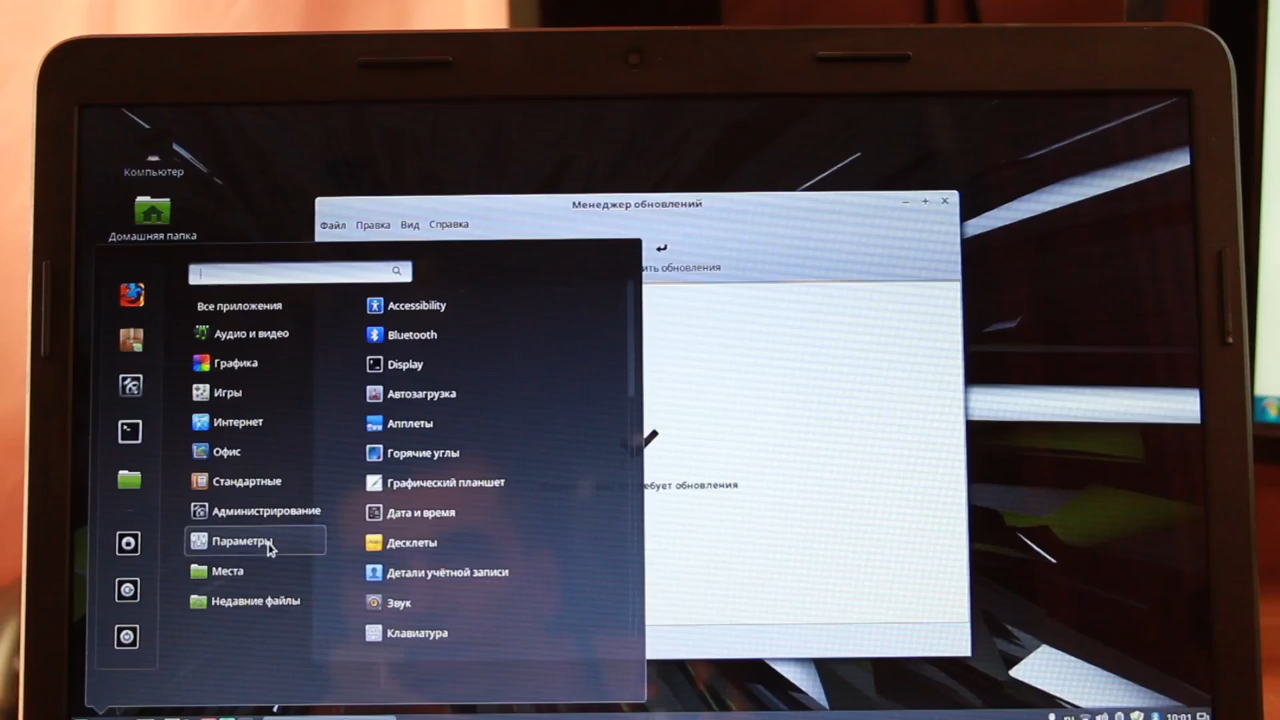 Компьютер
Домашняя папка
Менеджер обновлений
Файл Правка Вид Справка
ить обновления
ебует обновления
Все приложения
Аудио и видео
Графика
Игры
Интернет
Офис
Стандартные
Администрирование
Параметры
Места
Недавние файлы
Accessibility
Bluetooth
Display
Автозагрузка
Апплеты
Горячие углы
Графический планшет
Дата и время
Десклеты
Детали учётной записи
Звук
Клавиатура
10:01